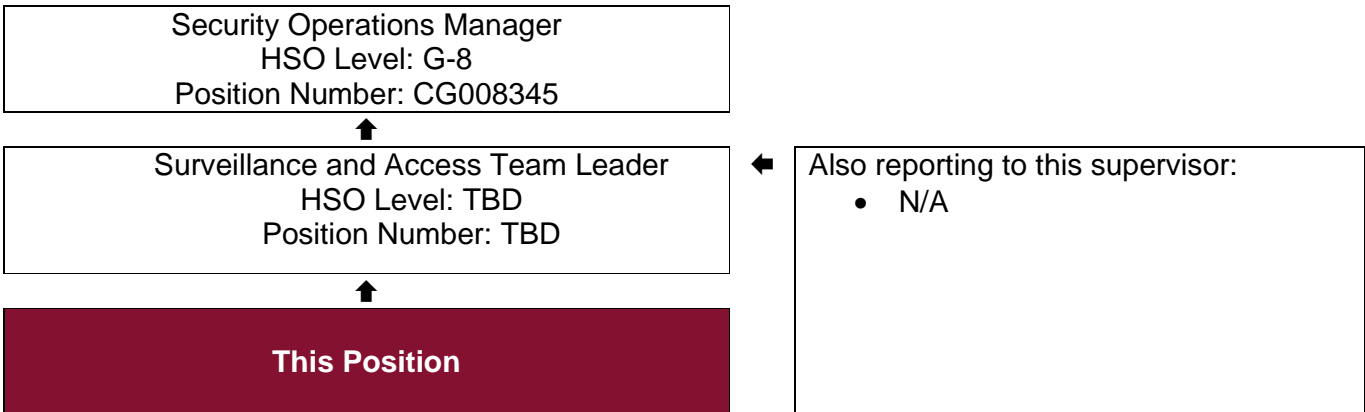 Security Operations Manager
HSO Level: G-8
Position Number: CG008345
Surveillance and Access Team Leader
HSO Level: TBD
Position Number: TBD
Also reporting to this supervisor:
• N/A
This Position